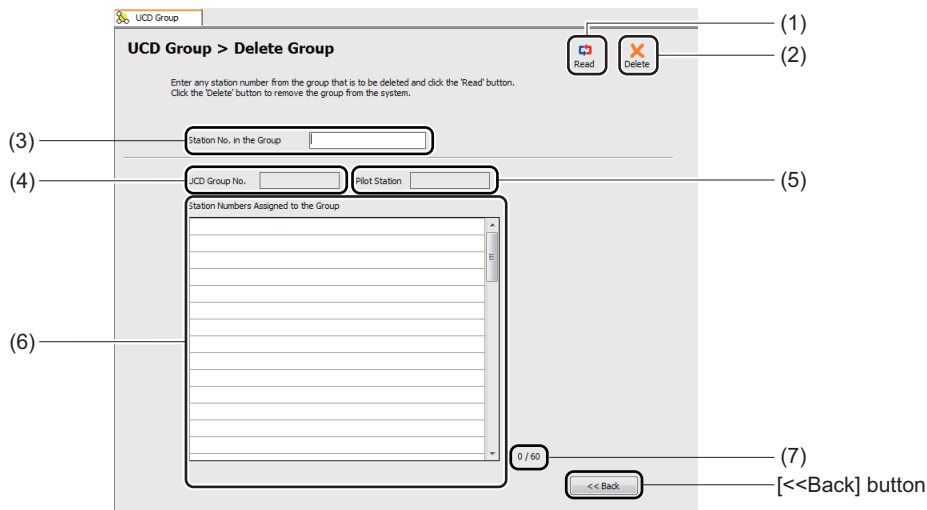 UCD Group
(1)
UCD Group > Delete Group
Read
Delete
(2)
Enter any station number from the group that is to be deleted and click the 'Read' button.
Click the 'Delete' button to remove the group from the system.
(3)
Station No. in the Group
(4)
UCD Group No.
Pilot Station
(5)
Station Numbers Assigned to the Group
(6)
0 / 60
(7)
<< Back
[<<Back] button